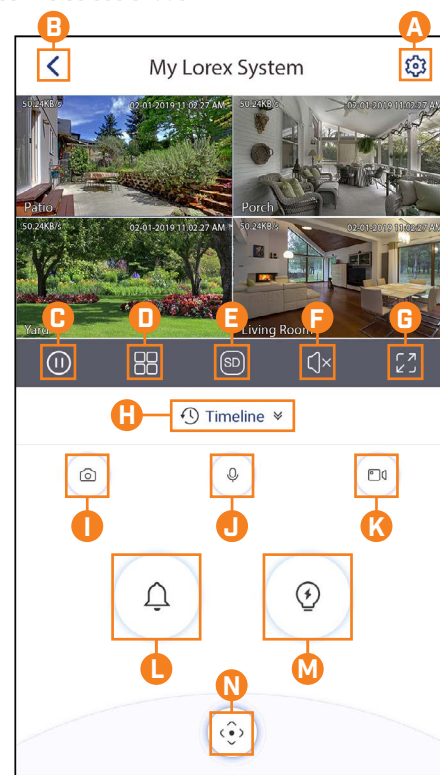 B
A
My Lorex System
50.24KB/s 02-01-2019 11:02:27 AM
50.24KB/s 02-01-2019 11:02:27 AM
Patio
Porch
50.24KB/s 02-01-2019 11:02:27 AM
50.24KB/s 02-01-2019 11:02:27 AM
Yard
Living Room
C D E F G
SD
H Timeline
I J K
L M
N